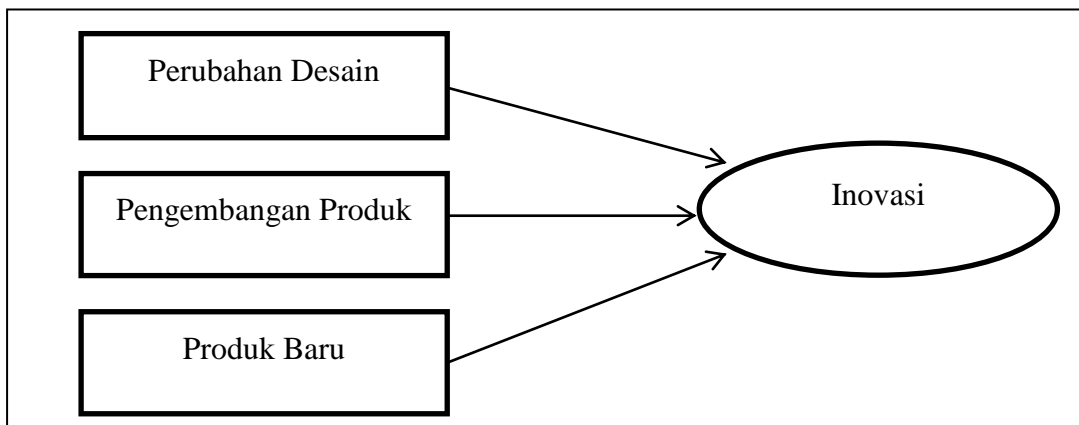 Perubahan Desain
Pengembangan Produk
Inovasi
Produk Baru